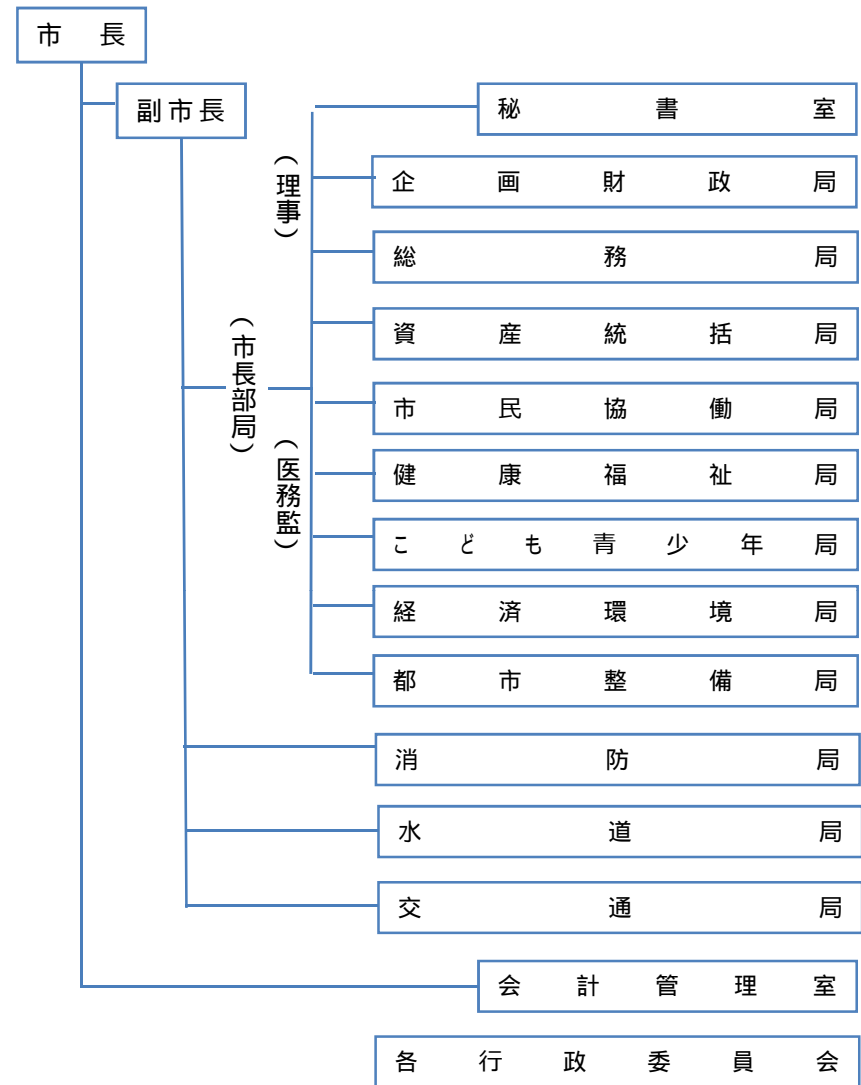 市長
副市長
秘書室
(理事)
企画財政局
総務局
資産統括局
(市長部局)
市民協働局
(医務監)
健康福祉局
こども青少年局
経済環境局
都市整備局
消防局
水道局
交通局
会計管理室
各行政委員会